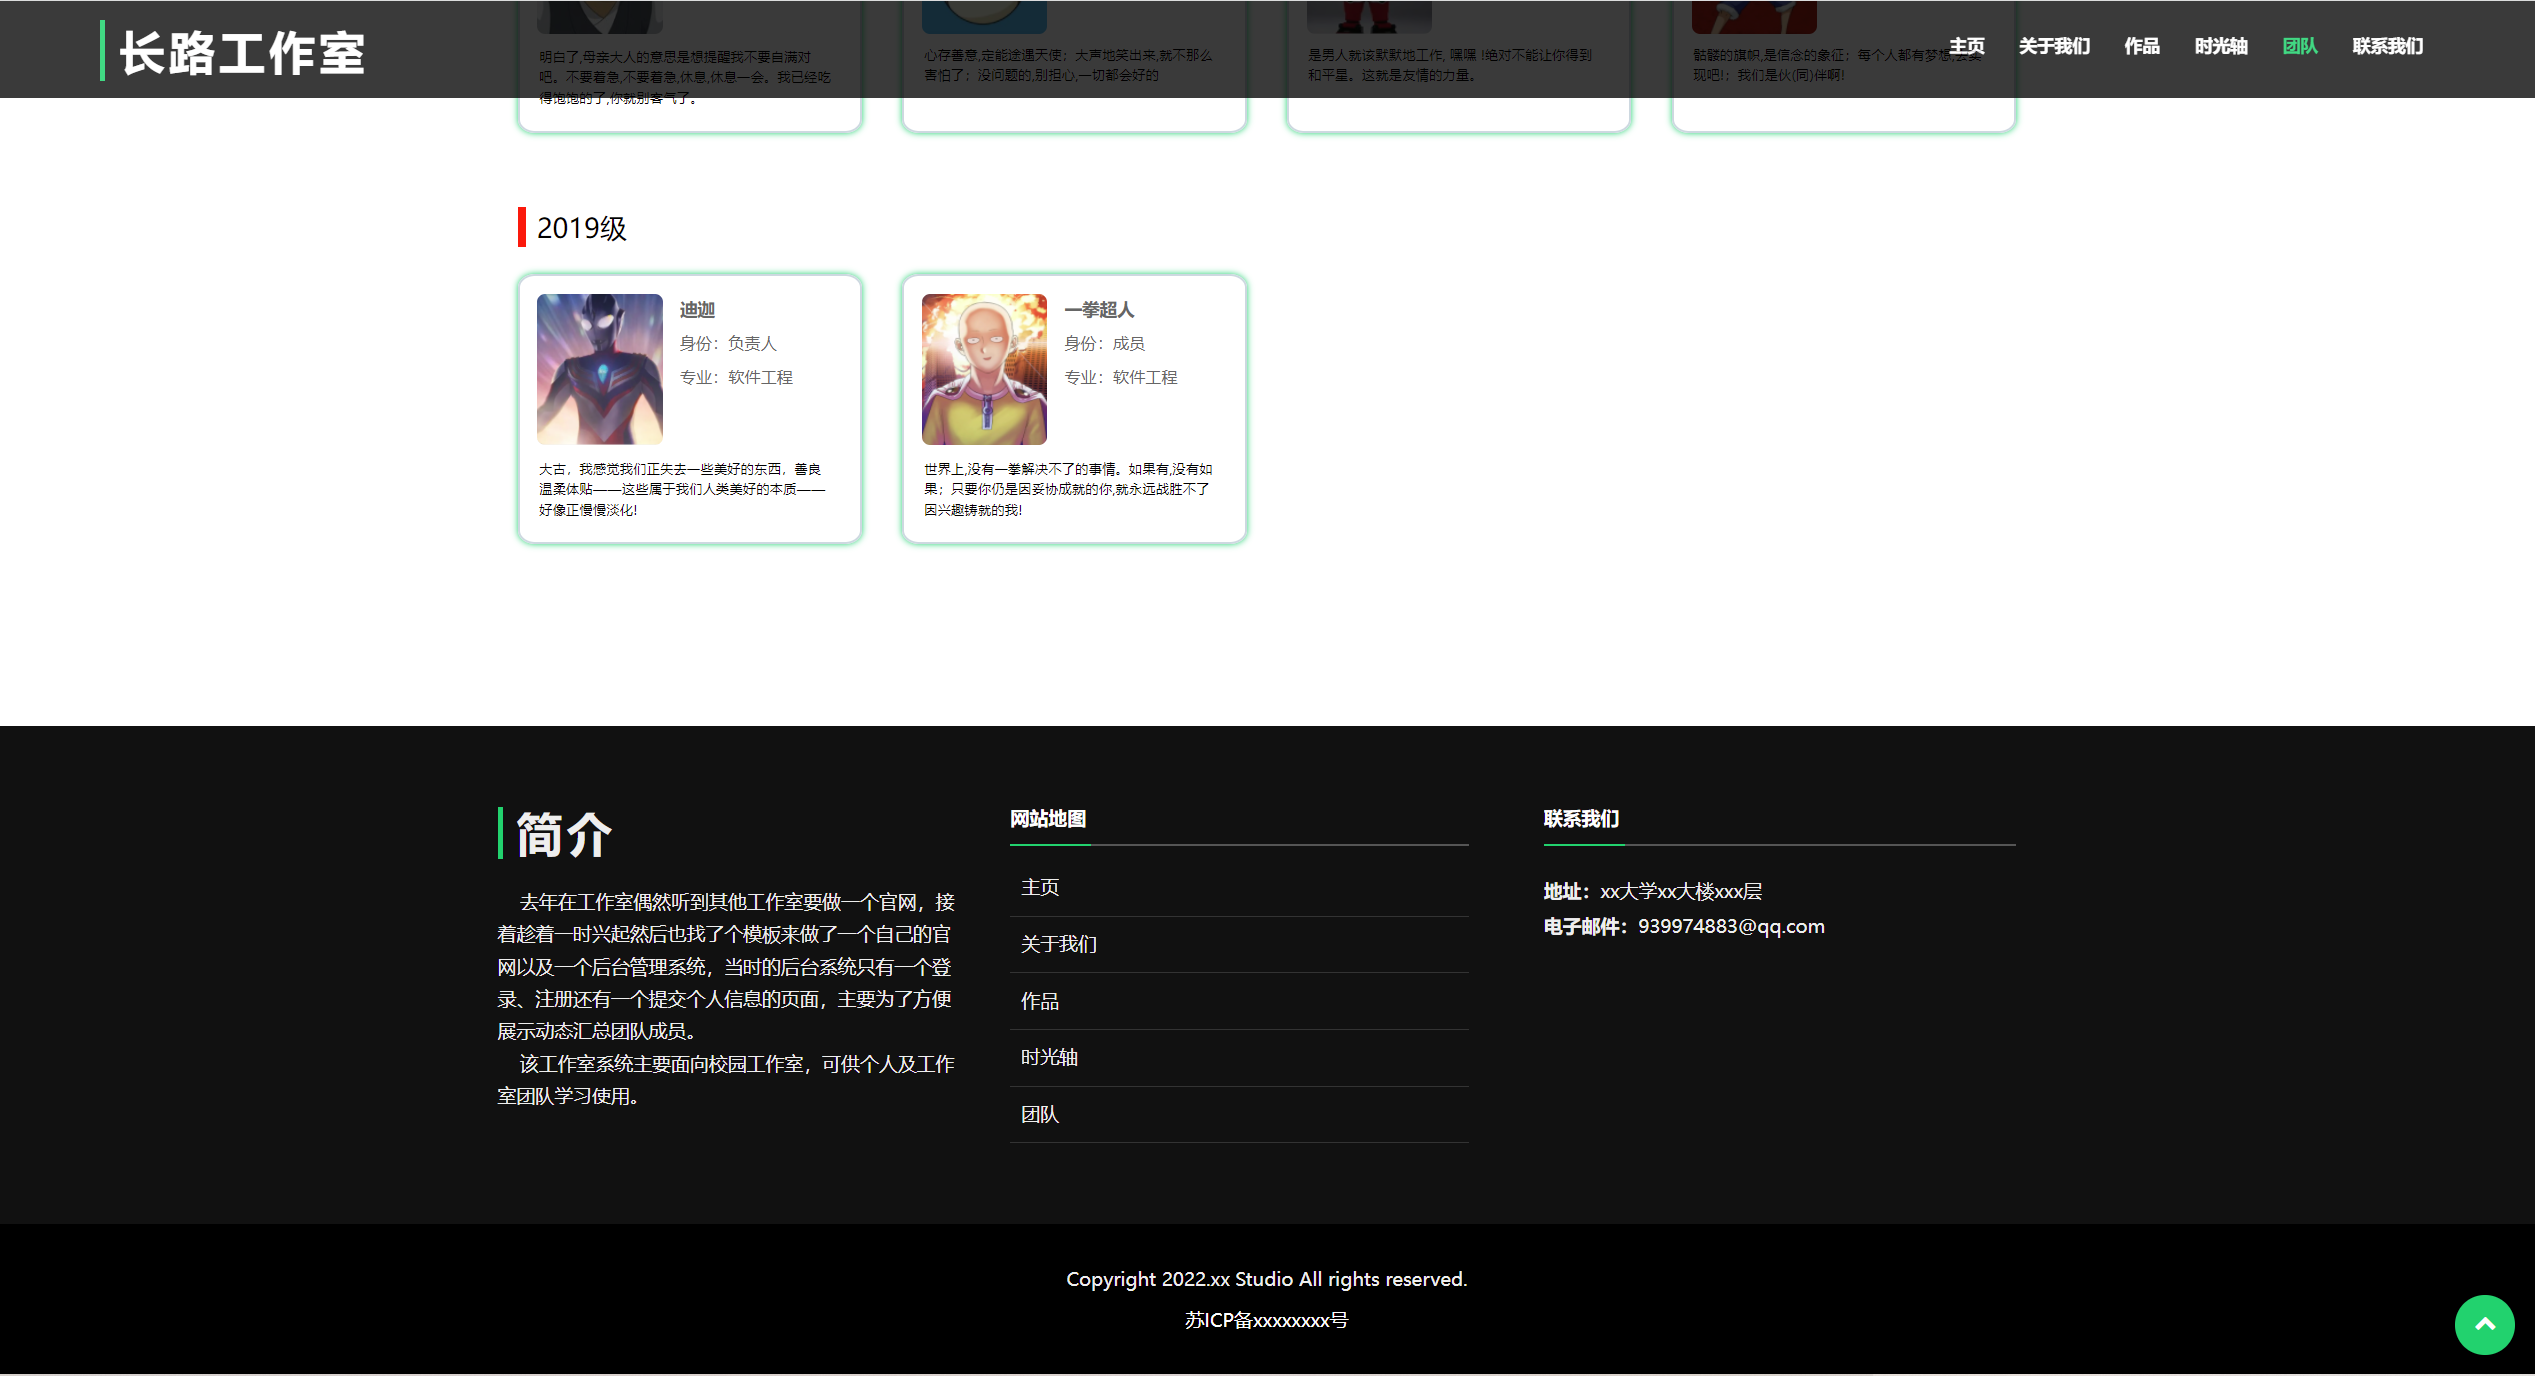 长路工作室
主页 关于我们 作品 时光轴 团队 联系我们
明白了,母亲大人的意思是想提醒我不要自满对
吧。不要着急,不要着急,休息,休息一会。我已经吃
得饱饱的了,你就别客气了。
心存善意,定能途遇天使；大声地笑出来,就不那么
害怕了；没问题的,别担心,一切都会好的
是男人就该默默地工作, 嘿嘿 !绝对不能让你得到
和平星。这就是友情的力量。
骷髅的旗帜,是信念的象征；每个人都有梦想,去实
现吧!；我们是伙(同)伴啊!
2019级
迪迦
身份：负责人
专业：软件工程
大古，我感觉我们正失去一些美好的东西，善良
温柔体贴——这些属于我们人类美好的本质——
好像正慢慢淡化!
一拳超人
身份：成员
专业：软件工程
世界上,没有一拳解决不了的事情。如果有,没有如
果；只要你仍是因妥协成就的你,就永远战胜不了
因兴趣铸就的我!
简介
去年在工作室偶然听到其他工作室要做一个官网，接
着趁着一时兴起然后也找了个模板来做了一个自己的官
网以及一个后台管理系统，当时的后台系统只有一个登
录、注册还有一个提交个人信息的页面，主要为了方便
展示动态汇总团队成员。
该工作室系统主要面向校园工作室，可供个人及工作
室团队学习使用。
网站地图
主页
关于我们
作品
时光轴
团队
联系我们
地址：xx大学xx大楼xxx层
电子邮件：939974883@qq.com
Copyright 2022.xx Studio All rights reserved.
苏ICP备xxxxxxxx号